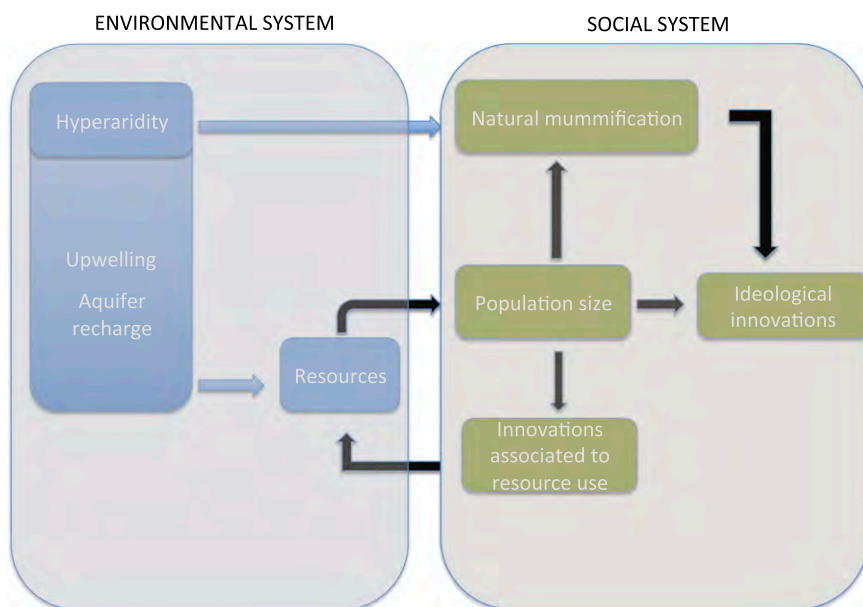 ENVIRONMENTAL SYSTEM
SOCIAL SYSTEM
Hyperaridity
Natural mummification
Upwelling
Aquifer
recharge
Population size
Ideological
innovations
Resources
Innovations
associated to
resource use